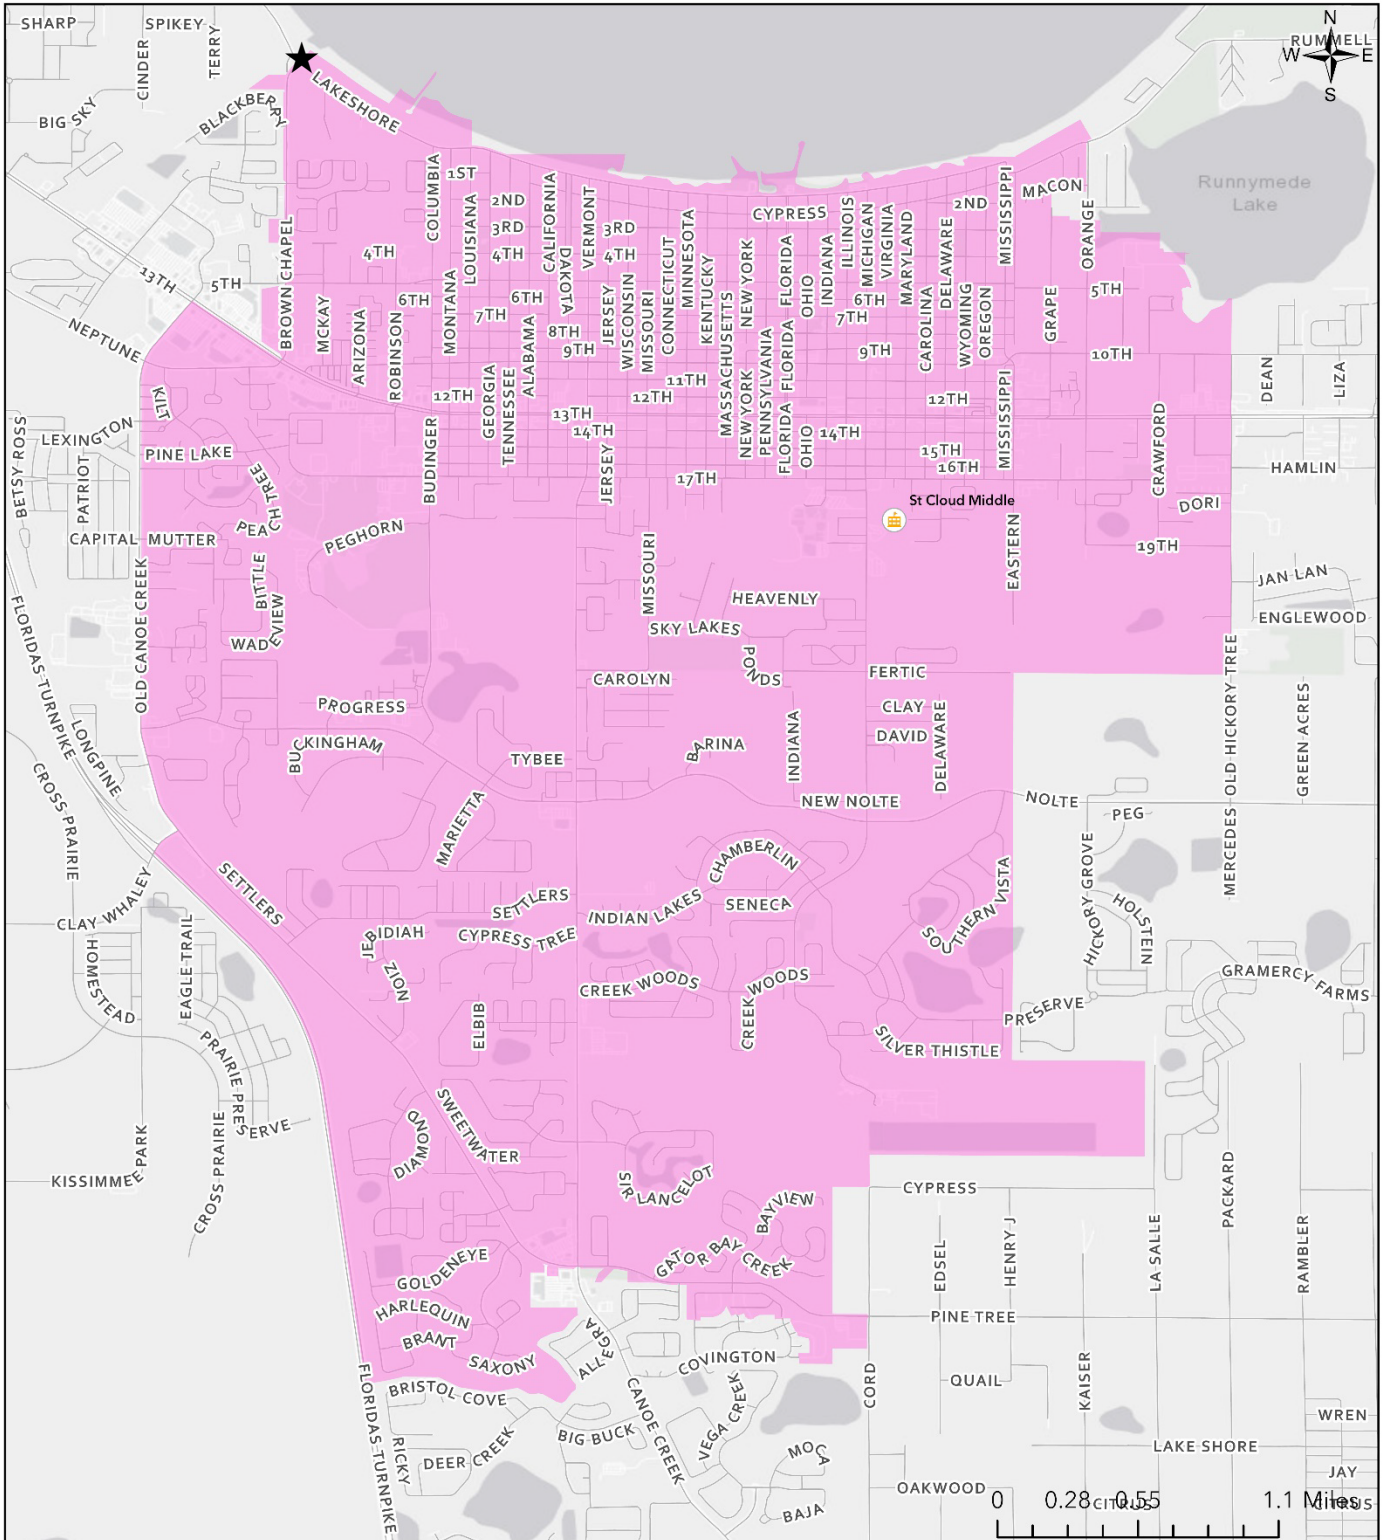 SHARP
SPIKEY
CINDER
TERRY
N
RUMMELL
W
E
S
LAKESHORE
BIG SKY
BLACKBERRY
COLUMBIA
1ST
2ND
3RD
4TH
LOUISIANA
CALIFORNIA
VERMONT
3RD
4TH
CYPRESS
ILLINOIS
MICHIGAN
VIRGINIA
MARYLAND
2ND
MISSISSIPPI
MACON
Runnymede
Lake
ORANGE
BROWN CHAPEL
4TH
DAKOTA
MINNESOTA
CONNECTICUT
KENTUCKY
NEW YORK
FLORIDA
OHIO
INDIANA
DELAWARE
13TH
5TH
NEPTUNE
MCKAY
ARIZONA
ROBINSON
6TH
MONTANA
7TH
6TH
ALABAMA
8TH
9TH
JERSEY
WISCONSIN
MISSOURI
MASSACHUSETTS
PENNSYLVANIA
FLORIDA
6TH
7TH
9TH
CAROLINA
WYOMING
OREGON
GRAPE
5TH
10TH
DEAN
LIZA
KILT
LEXINGTON
PINE LAKE
12TH
GEORGIA
TENNESSEE
13TH
14TH
11TH
12TH
NEW YORK
FLORIDA
OHIO
14TH
12TH
15TH
16TH
MISSISSIPPI
CRAWFORD
HAMLIN
BETSY ROSS
PATRIOT
PEACH TREE
BUDINGER
JERSEY
17TH
St Cloud Middle
DORI
CAPITAL
MUTTER
PEGHORN
EASTERN
19TH
OLD CANOE CREEK
BITTLE
MISSOURI
HEAVENLY
JAN LAN
ENGLEWOOD
FLORIDAS TURNPIKE
WADEVIEW
SKY LAKES
PONDS
CAROLYN
FERTIC
OLD HICKORY TREE
PROGRESS
CLAY
DAVID
DELAWARE
INDIANA
GREEN ACRES
LONGPINE
BUCKINGHAM
TYBEE
BARINA
CROSS PRAIRIE
MARIETTA
NEW NOLTE
NOLTE
PEG
MERCEDES
CHAMBERLIN
SETTLERS
SETTLERS
INDIAN LAKES
SENECA
SOUTHERN VISTA
HICKORY GROVE
HOLSTEIN
CLAY WHALEY
JEBIDIAH
CYPRESS TREE
HOMESTEAD
EAGLE TRAIL
ZION
CREEK WOODS
CREEK WOODS
GRAMERCY FARMS
PRESERVE
ELBIB
SILVER THISTLE
PRAIRIE PRESERVE
SWEETWATER
DIAMOND
KISSIMMEE PARK
CROSS PRAIRIE
SIR LANCELOT
BAYVIEW
CYPRESS
PACKARD
EDSEL
HENRY-J
LA SALLE
RAMBLER
GOLDENEYE
GATOR BAY CREEK
HARLEQUIN
BRANT
SAXONY
ALLEGRA
COVINGTON
PINE TREE
CORD
QUAIL
KAISER
FLORIDAS TURNPIKE
BRISTOL COVE
CANOE CREEK
VEGA CREEK
WREN
BIG BUCK
DEER CREEK
RICKY
MOCA
LAKE SHORE
JAY
OAKWOOD
BAJA
CITRUS
CITRUS
0 0.28 0.55 1.1 Miles